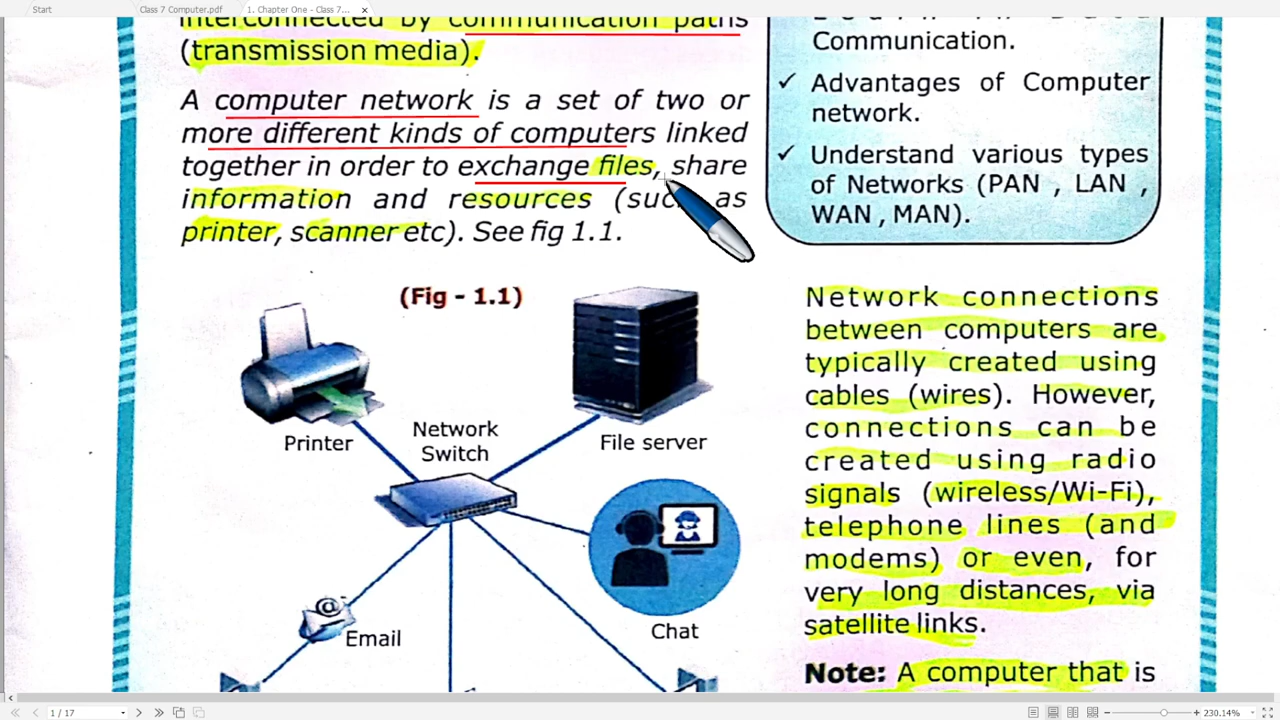 Start
Class 7 Computer.pdf
1. Chapter One - Class 7...
interconnected by communication paths
(transmission media).
A computer network is a set of two or
more different kinds of computers linked
together in order to exchange files, share
information and resources (such as
printer, scanner etc). See fig 1.1.
(Fig - 1.1)
Printer
Network
Switch
File server
Email
Chat
Communication.
✓ Advantages of Computer
network.
✓ Understand various types
of Networks (PAN , LAN ,
WAN , MAN).
Network connections
between computers are
typically created using
cables (wires). However,
connections can be
created using radio
signals (wireless/Wi-Fi),
telephone lines (and
modems) or even, for
very long distances, via
satellite links.
Note: A computer that is
1 / 17
230.14%